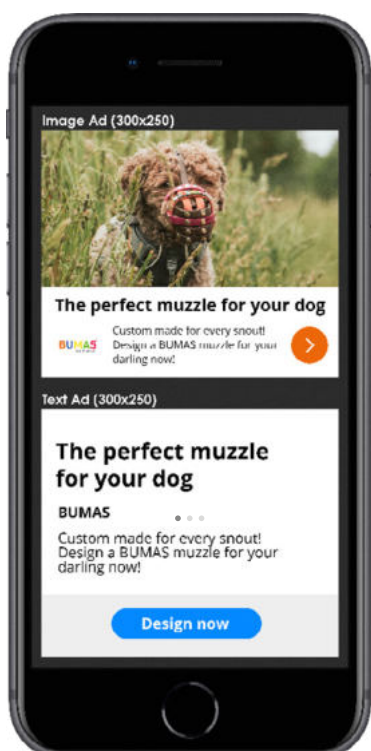 Image Ad (300x250)
The perfect muzzle for your dog
BUMAS
Custom made for every snout!
Design a BUMAS muzzle for your
darling now!
Text Ad (300x250)
The perfect muzzle
for your dog
BUMAS
Custom made for every snout!
Design a BUMAS muzzle for your
darling now!
Design now